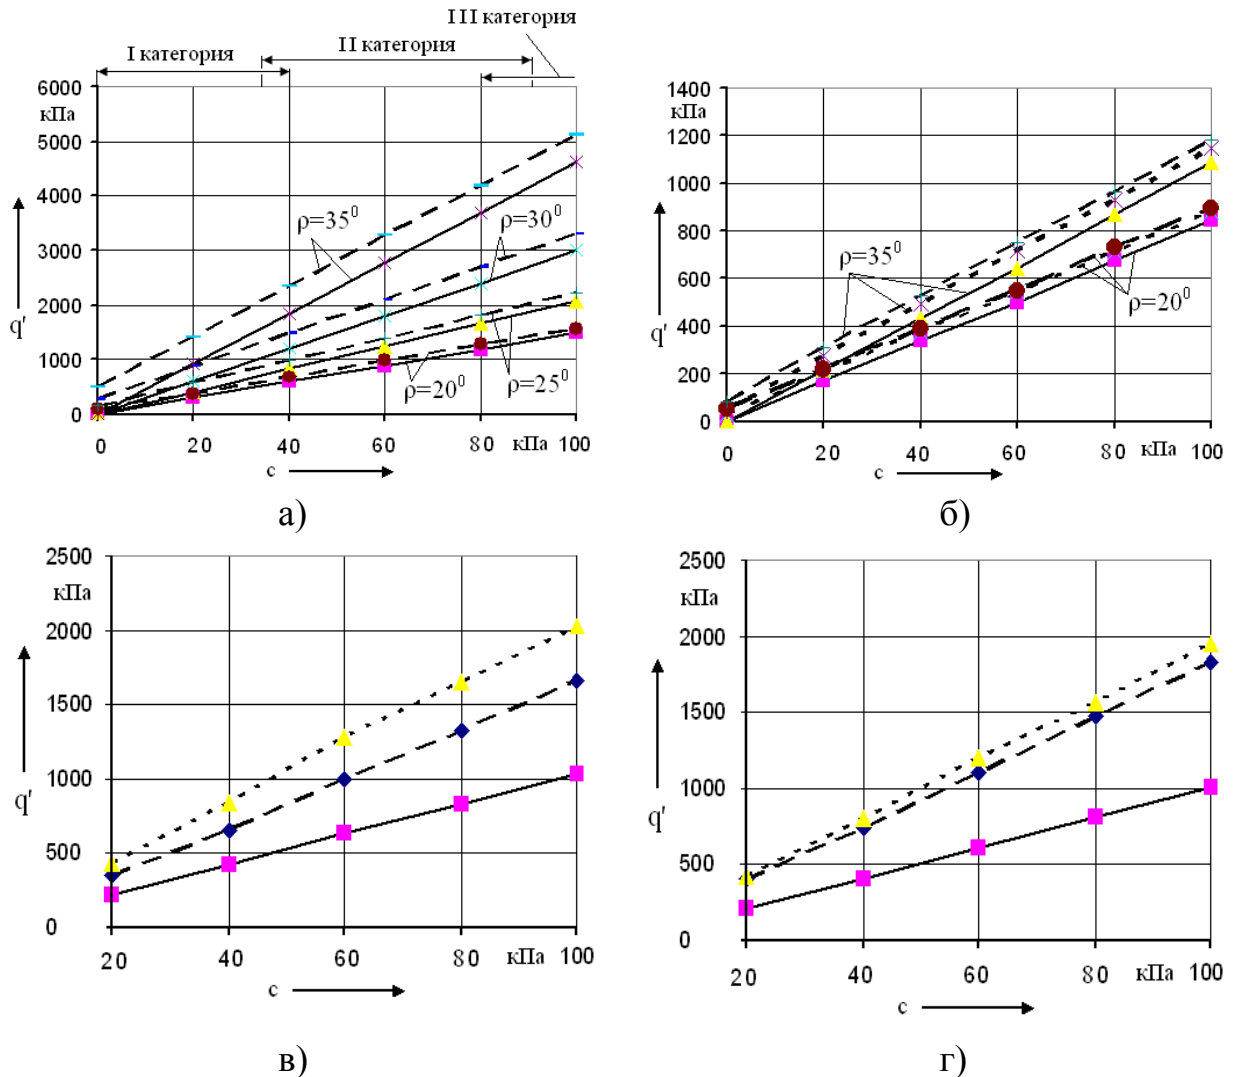 III категория
I категория
II категория
6000
кПа
5000
4000
3000
2000
1000
0
q'
ρ=35⁰
ρ=30⁰
ρ=20⁰
ρ=25⁰
0 20 40 60 80 кПа 100
c
а)
1400
кПа
1200
1000
800
600
400
200
0
q'
ρ=35⁰
ρ=20⁰
0 20 40 60 80 кПа 100
c
б)
2500
кПа
2000
1500
1000
500
0
q'
20 40 60 80 кПа 100
c
в)
2500
кПа
2000
1500
1000
500
0
q'
20 40 60 80 кПа 100
c
г)